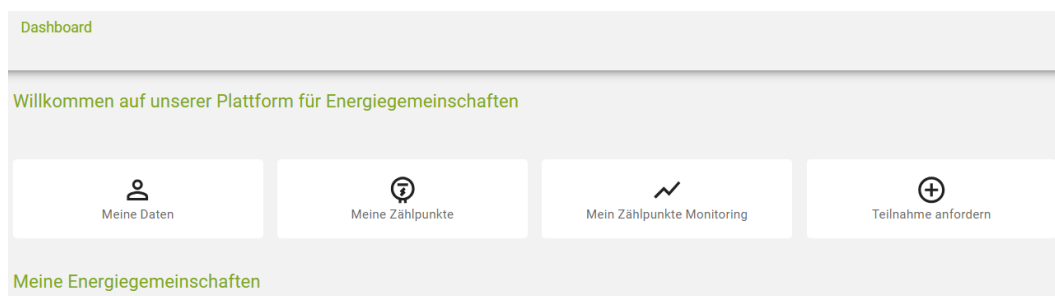 Dashboard
Willkommen auf unserer Plattform für Energiegemeinschaften
Meine Daten
Meine Zählpunkte
Mein Zählpunkte Monitoring
Teilnahme anfordern
Meine Energiegemeinschaften